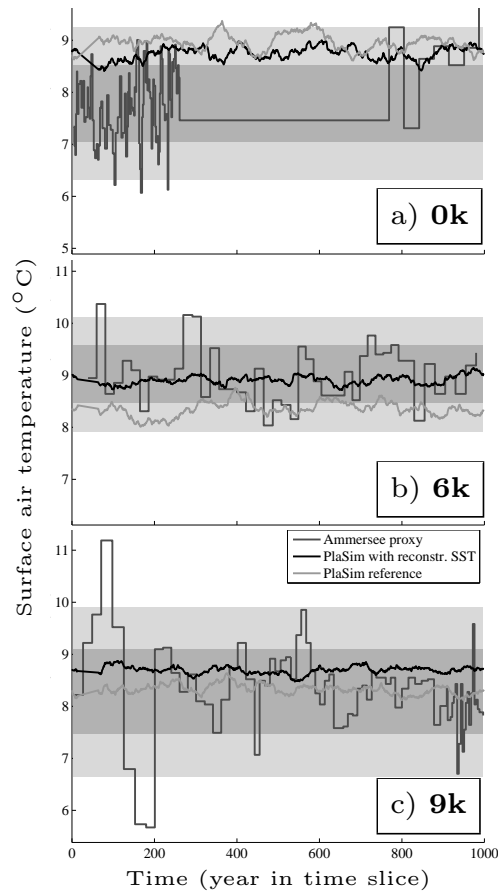 9
8
7
6
5
a) 0k
11
10
9
8
7
b) 6k
Surface air temperature (°C)
Ammersee proxy
PlaSim with reconstr. SST
PlaSim reference
11
10
9
8
7
6
c) 9k
0 200 400 600 800 1000
Time (year in time slice)